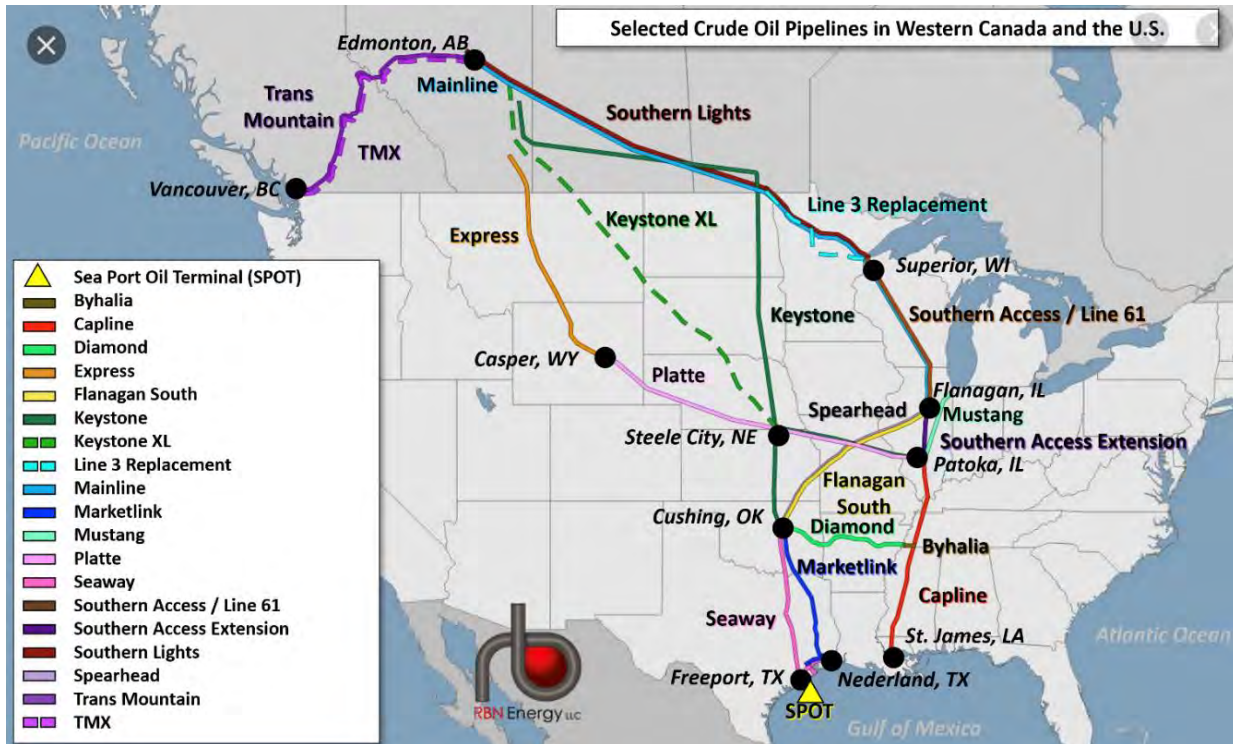 Selected Crude Oil Pipelines in Western Canada and the U.S.
Edmonton, AB
Mainline
Trans
Mountain
Southern Lights
Pacific Ocean
TMX
Vancouver, BC
Line 3 Replacement
Keystone XL
Express
Superior, WI
Keystone
Southern Access / Line 61
Casper, WY
Platte
Flanagan, IL
Spearhead
Mustang
Steele City, NE
Southern Access Extension
Patoka, IL
Flanagan
South
Cushing, OK
Diamond
Byhalia
Marketlink
Capline
Seaway
St. James, LA
Atlantic Ocean
Freeport, TX
Nederland, TX
SPOT
Gulf of Mexico
RBN Energy LLC
Sea Port Oil Terminal (SPOT)
Byhalia
Capline
Diamond
Express
Flanagan South
Keystone
Keystone XL
Line 3 Replacement
Mainline
Marketlink
Mustang
Platte
Seaway
Southern Access / Line 61
Southern Access Extension
Southern Lights
Spearhead
Trans Mountain
TMX